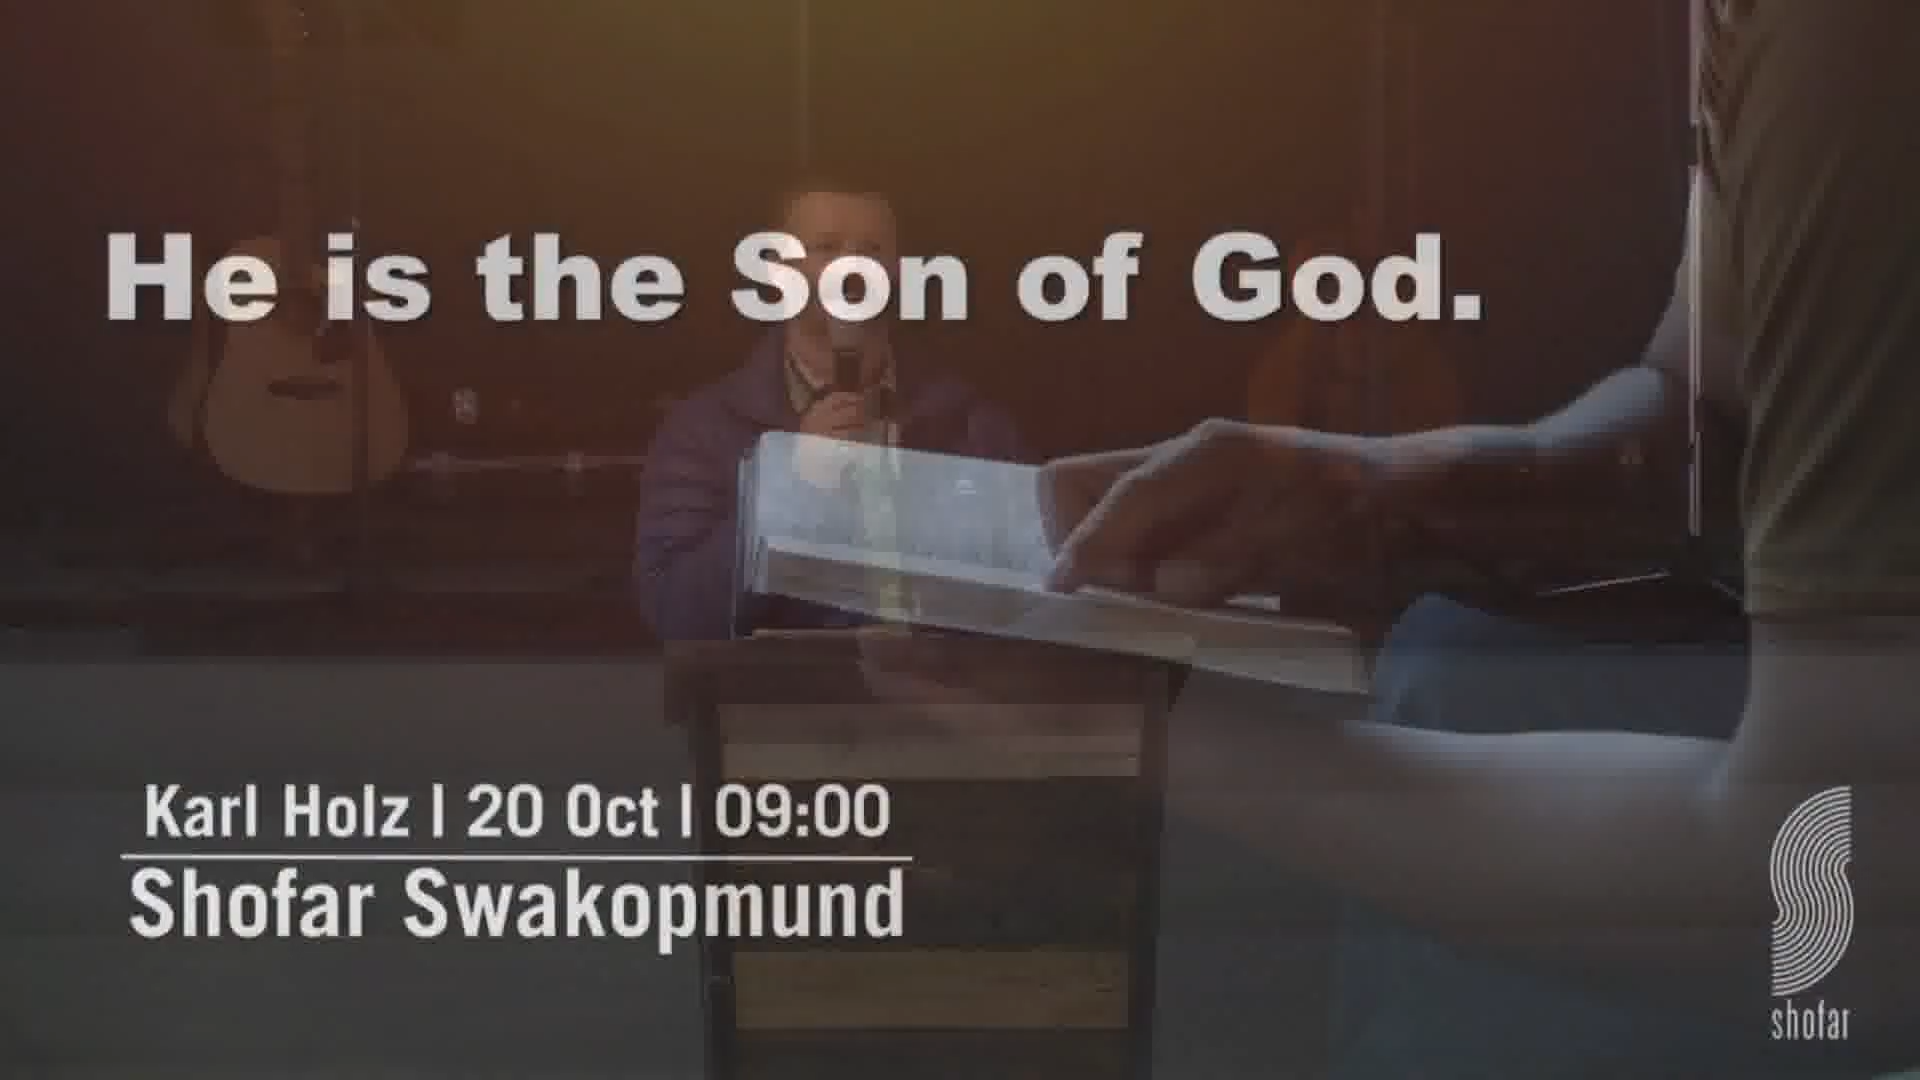 He is the Son of God.
Karl Holz | 20 Oct | 09:00
Shofar Swakopmund
shofar